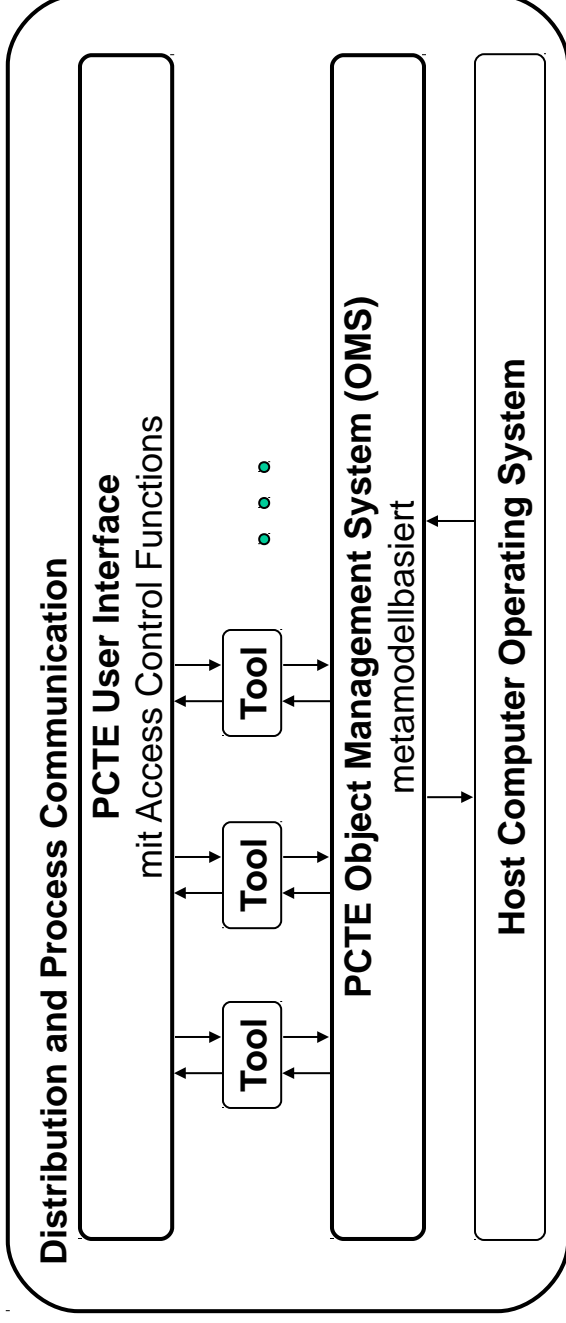 Distribution and Process Communication
PCTE User Interface
mit Access Control Functions
Tool
Tool
Tool
PCTE Object Management System (OMS)
metamodellbasiert
Host Computer Operating System